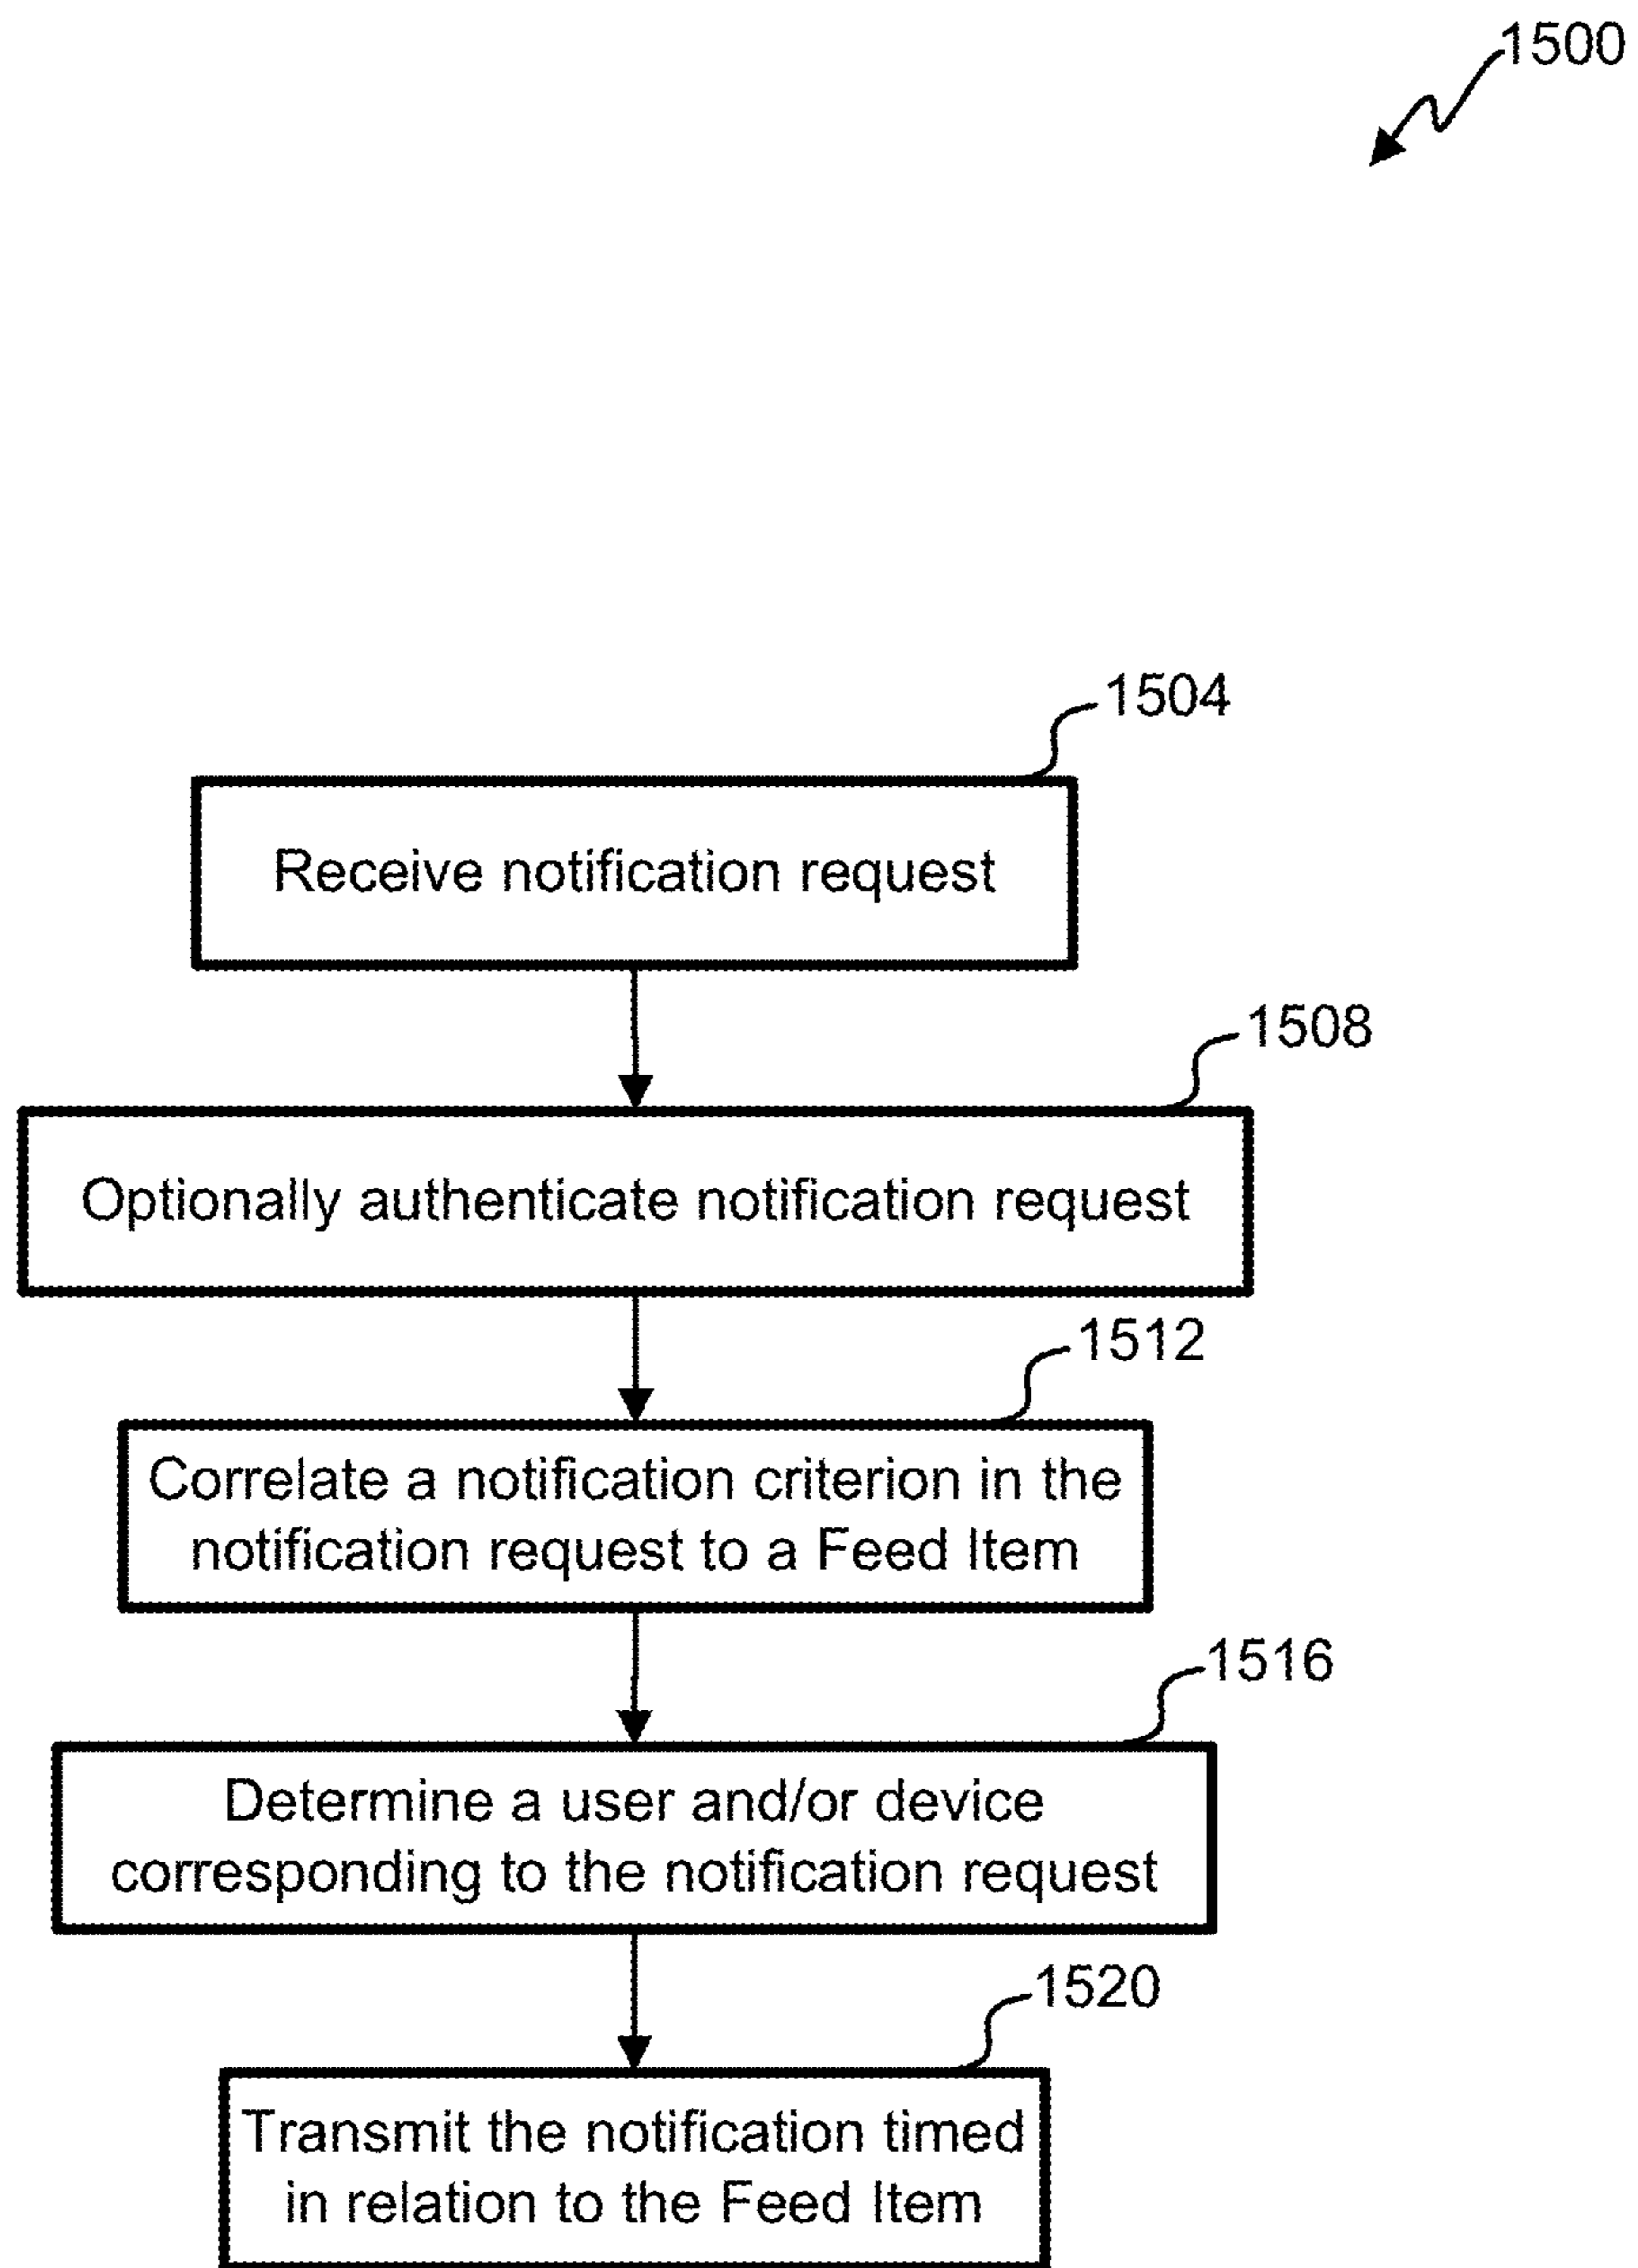 1500
1504
Receive notification request
1508
Optionally authenticate notification request
1512
Correlate a notification criterion in the
notification request to a Feed Item
1516
Determine a user and/or device
corresponding to the notification request
1520
Transmit the notification timed
in relation to the Feed Item